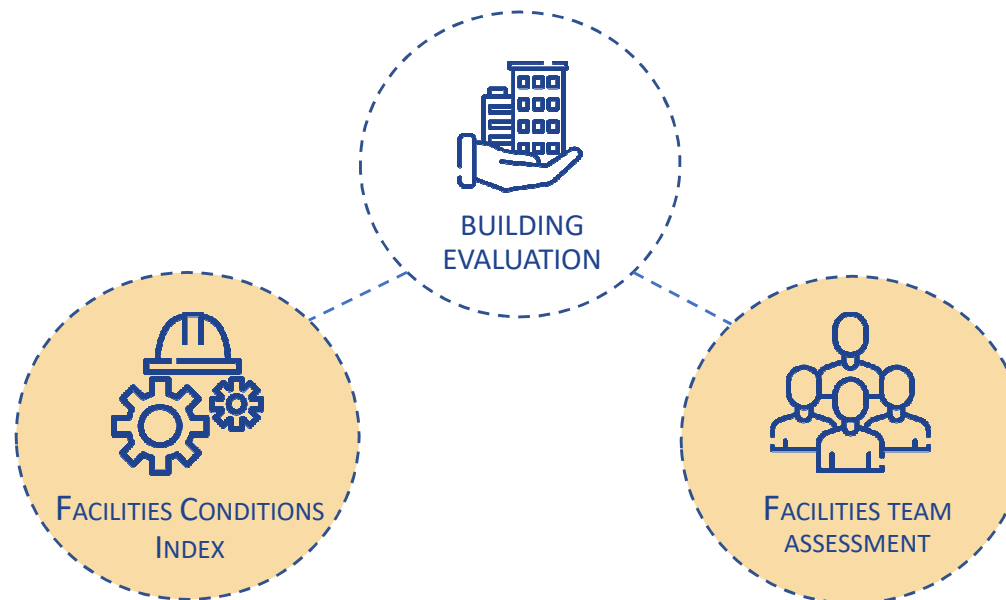 BUILDING
EVALUATION
FACILITIES CONDITIONS
INDEX
FACILITIES TEAM
ASSESSMENT